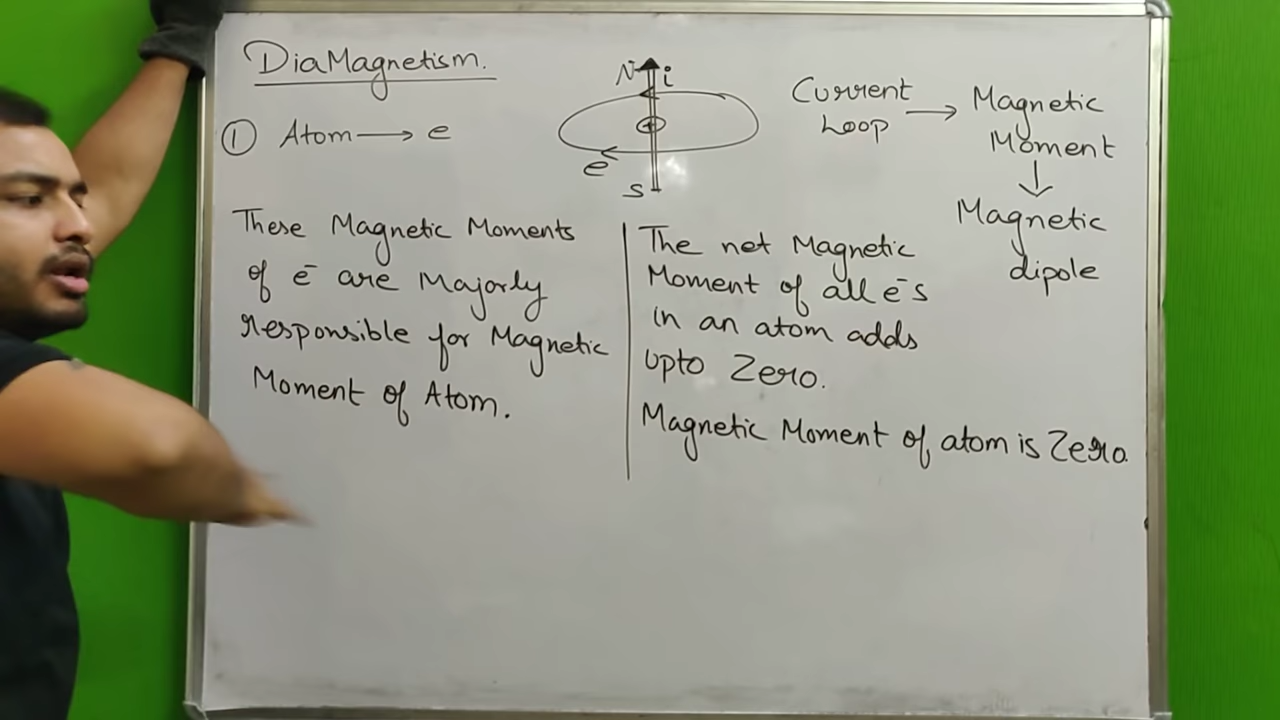 DiaMagnetism.
① Atom → e
N i
e
S
Current → Magnetic
Loop Moment
↓
Magnetic
dipole
These Magnetic Moments
of e⁻ are Majorly
responsible for Magnetic
Moment of Atom.
The net Magnetic
Moment of all e⁻s
in an atom adds
upto Zero.
Magnetic Moment of atom is Zero.